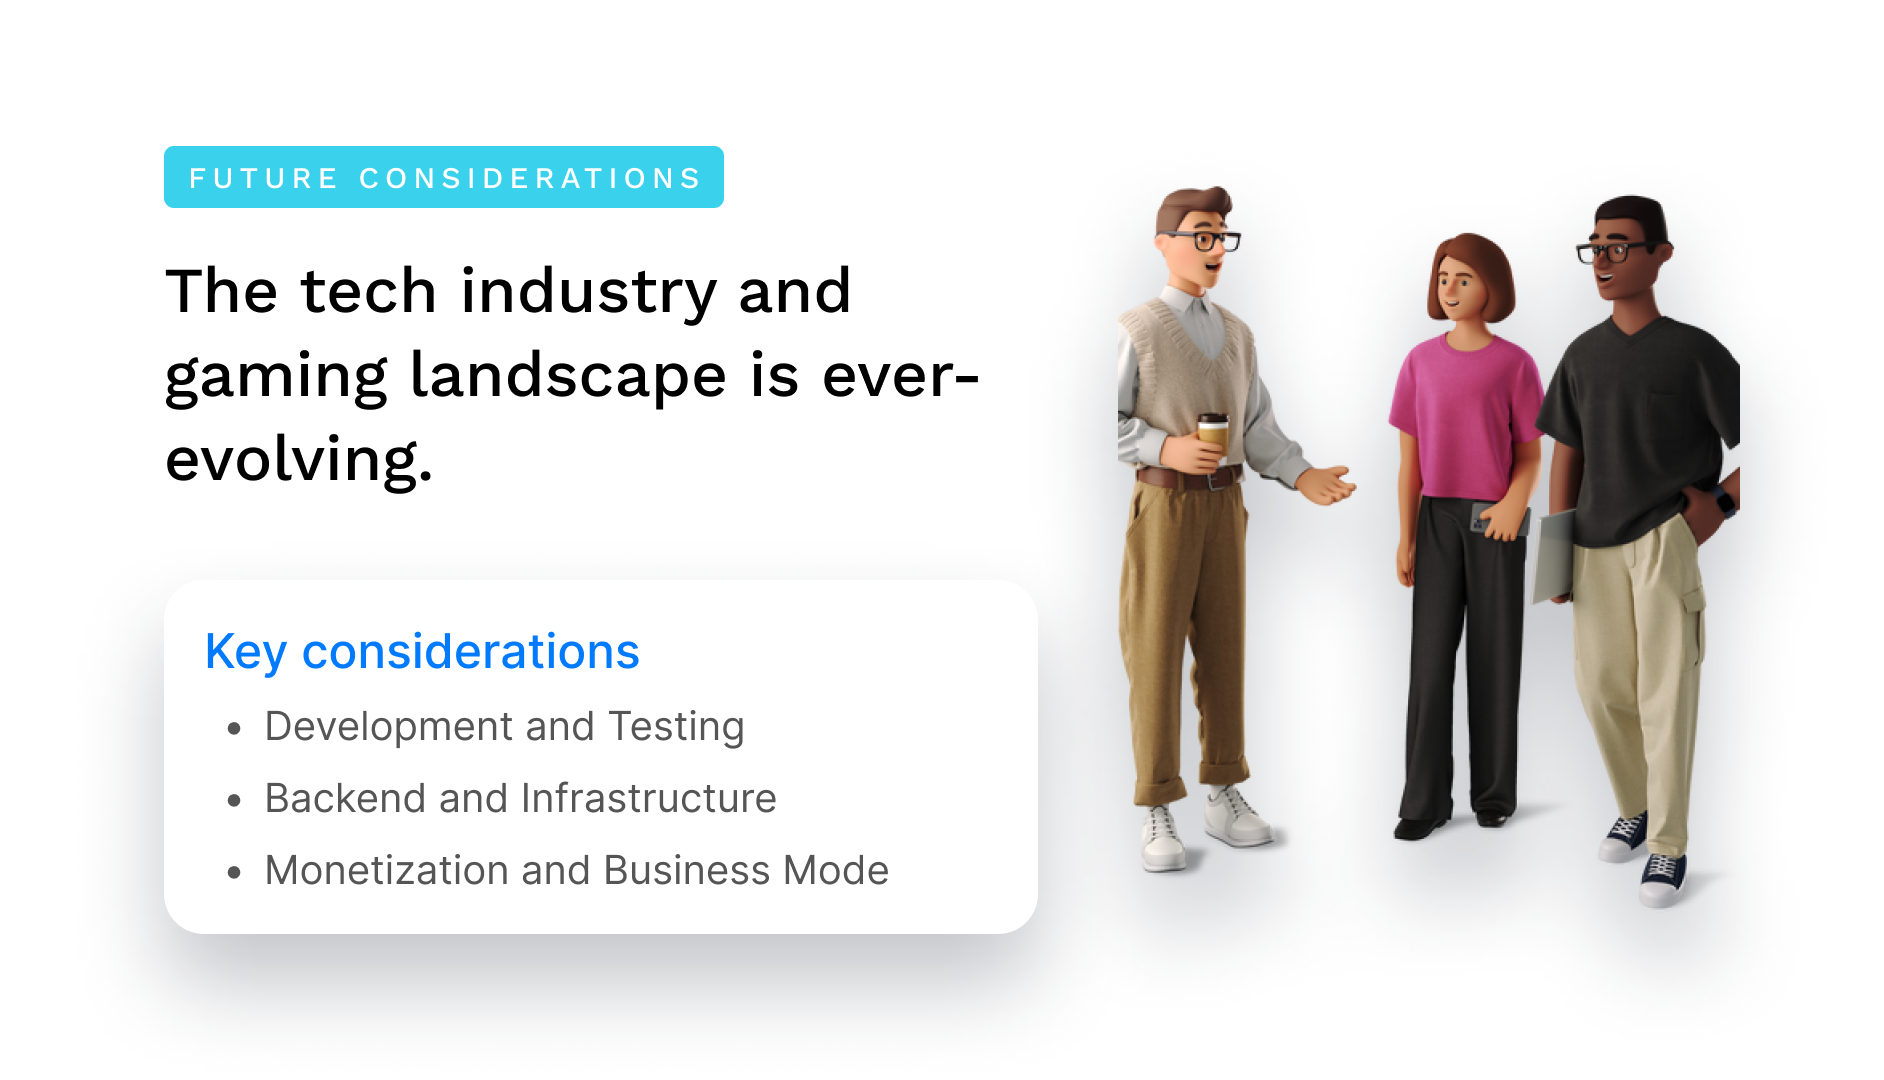 FUTURE CONSIDERATIONS
The tech industry and
gaming landscape is ever-
evolving.
Key considerations
• Development and Testing
• Backend and Infrastructure
• Monetization and Business Mode